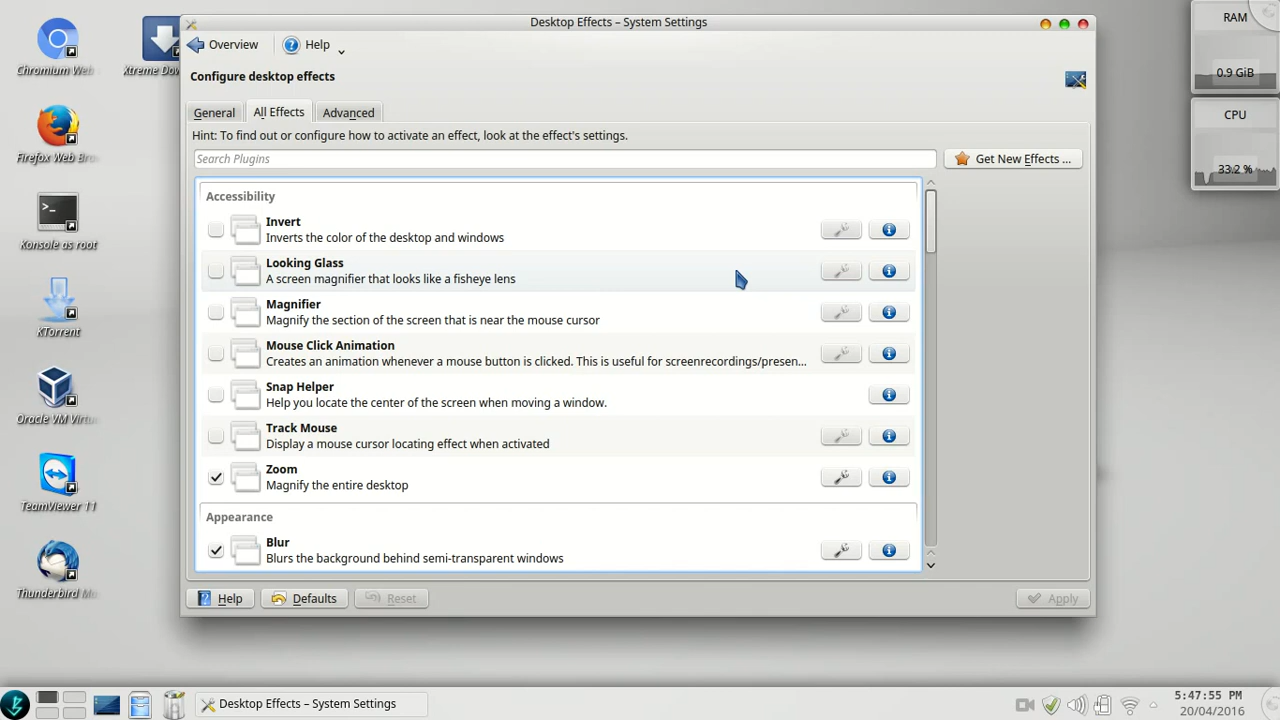 Desktop Effects – System Settings
Overview
Help
Configure desktop effects
General
All Effects
Advanced
Hint: To find out or configure how to activate an effect, look at the effect's settings.
Search Plugins
Get New Effects ...
Accessibility
Invert
Inverts the color of the desktop and windows
Looking Glass
A screen magnifier that looks like a fisheye lens
Magnifier
Magnify the section of the screen that is near the mouse cursor
Mouse Click Animation
Creates an animation whenever a mouse button is clicked. This is useful for screenrecordings/presen...
Snap Helper
Help you locate the center of the screen when moving a window.
Track Mouse
Display a mouse cursor locating effect when activated
Zoom
Magnify the entire desktop
Appearance
Blur
Blurs the background behind semi-transparent windows
Help
Defaults
Reset
Apply
Chromium Web
Xtreme Dow
Firefox Web Bro
Konsole as root
KTorrent
Oracle VM Virtu
TeamViewer 11
Thunderbird Ma
RAM
0.9 GiB
CPU
33.2 %
Desktop Effects – System Settings
5:47:55 PM
20/04/2016